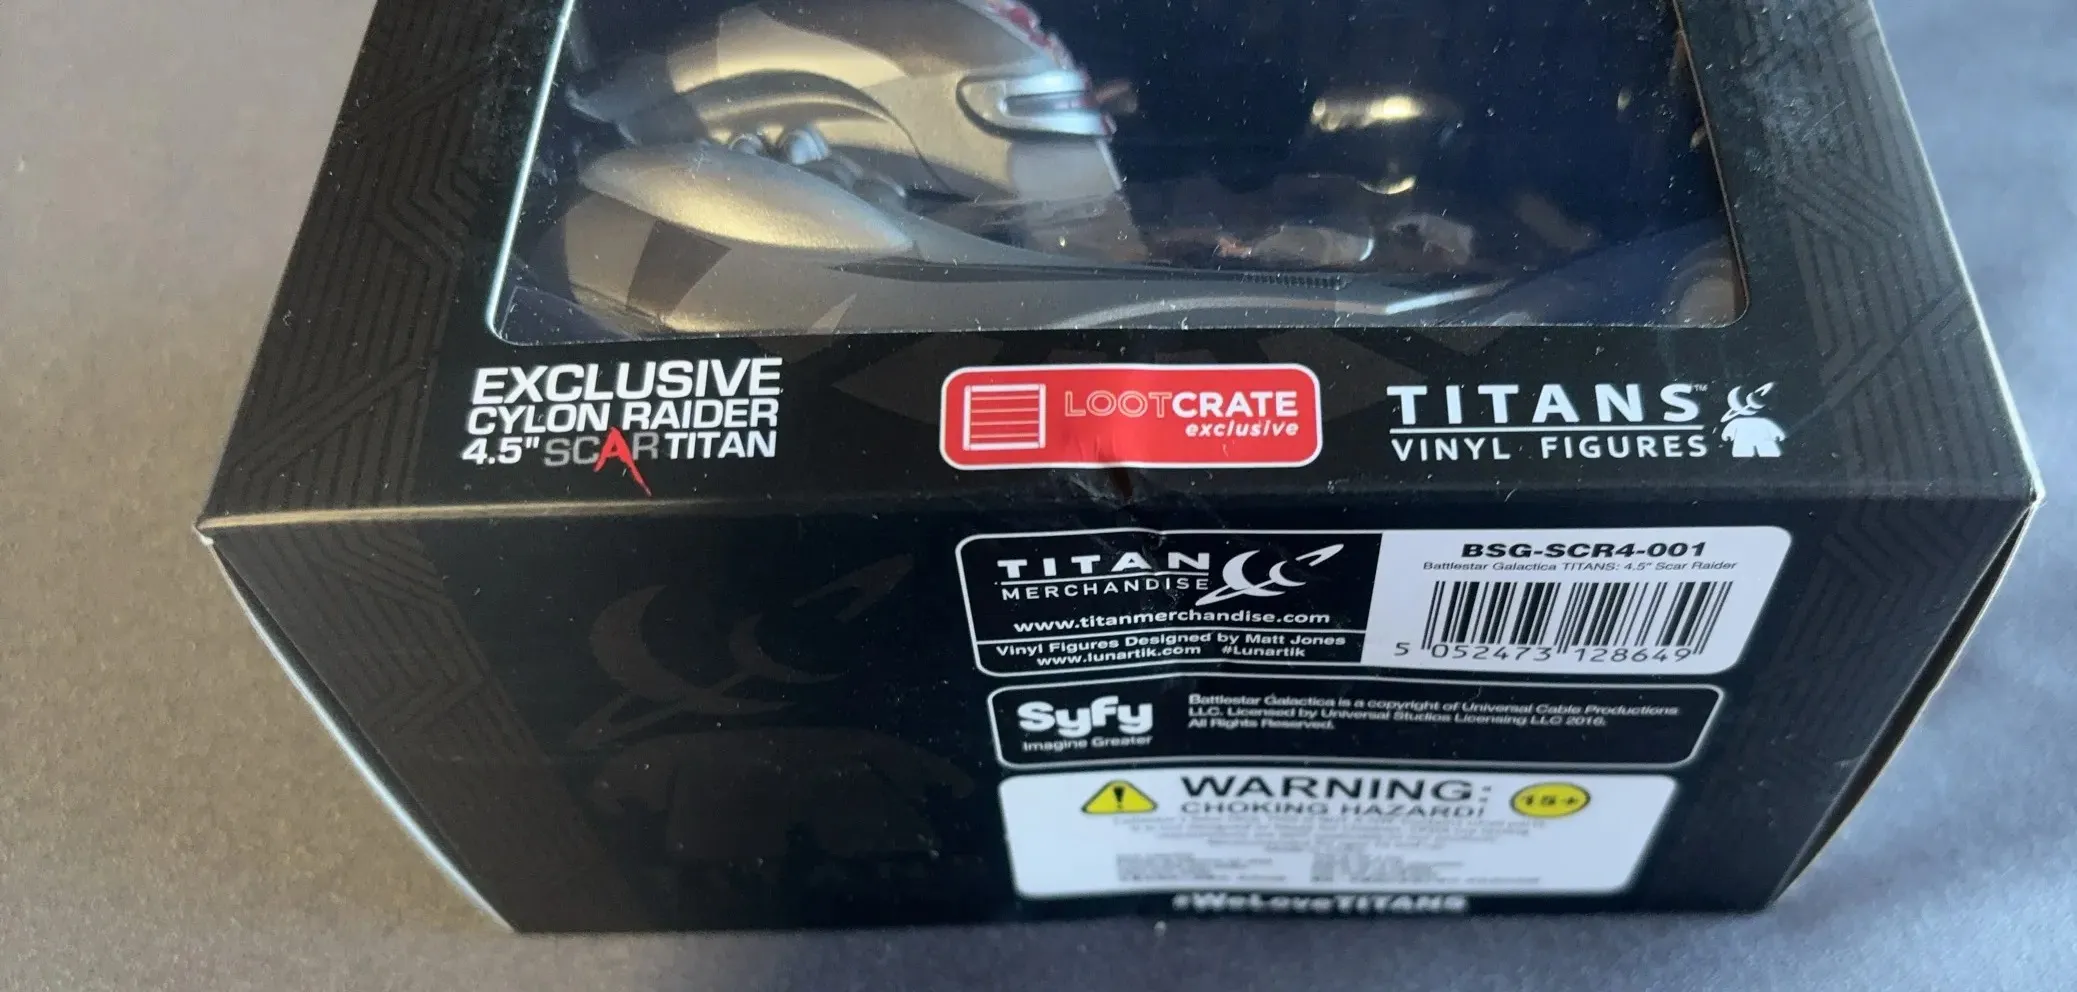 EXCLUSIVE
CYLON RAIDER
4.5" SCAR TITAN
LOOTCRATE
exclusive
TITANS™
VINYL FIGURES
TITAN
MERCHANDISE
www.titanmerchandise.com
Vinyl Figures Designed by Matt Jones
www.lunartik.com #Lunartik
BSG-SCR4-001
Battlestar Galactica TITANS: 4.5" Scar Raider
5 052473 128649
Syfy
Imagine Greater
Battlestar Galactica is a copyright of Universal Cable Productions
LLC. Licensed by Universal Studios Licensing LLC 2016.
All Rights Reserved.
WARNING:
CHOKING HAZARD!
15+
#WeLoveTITANS